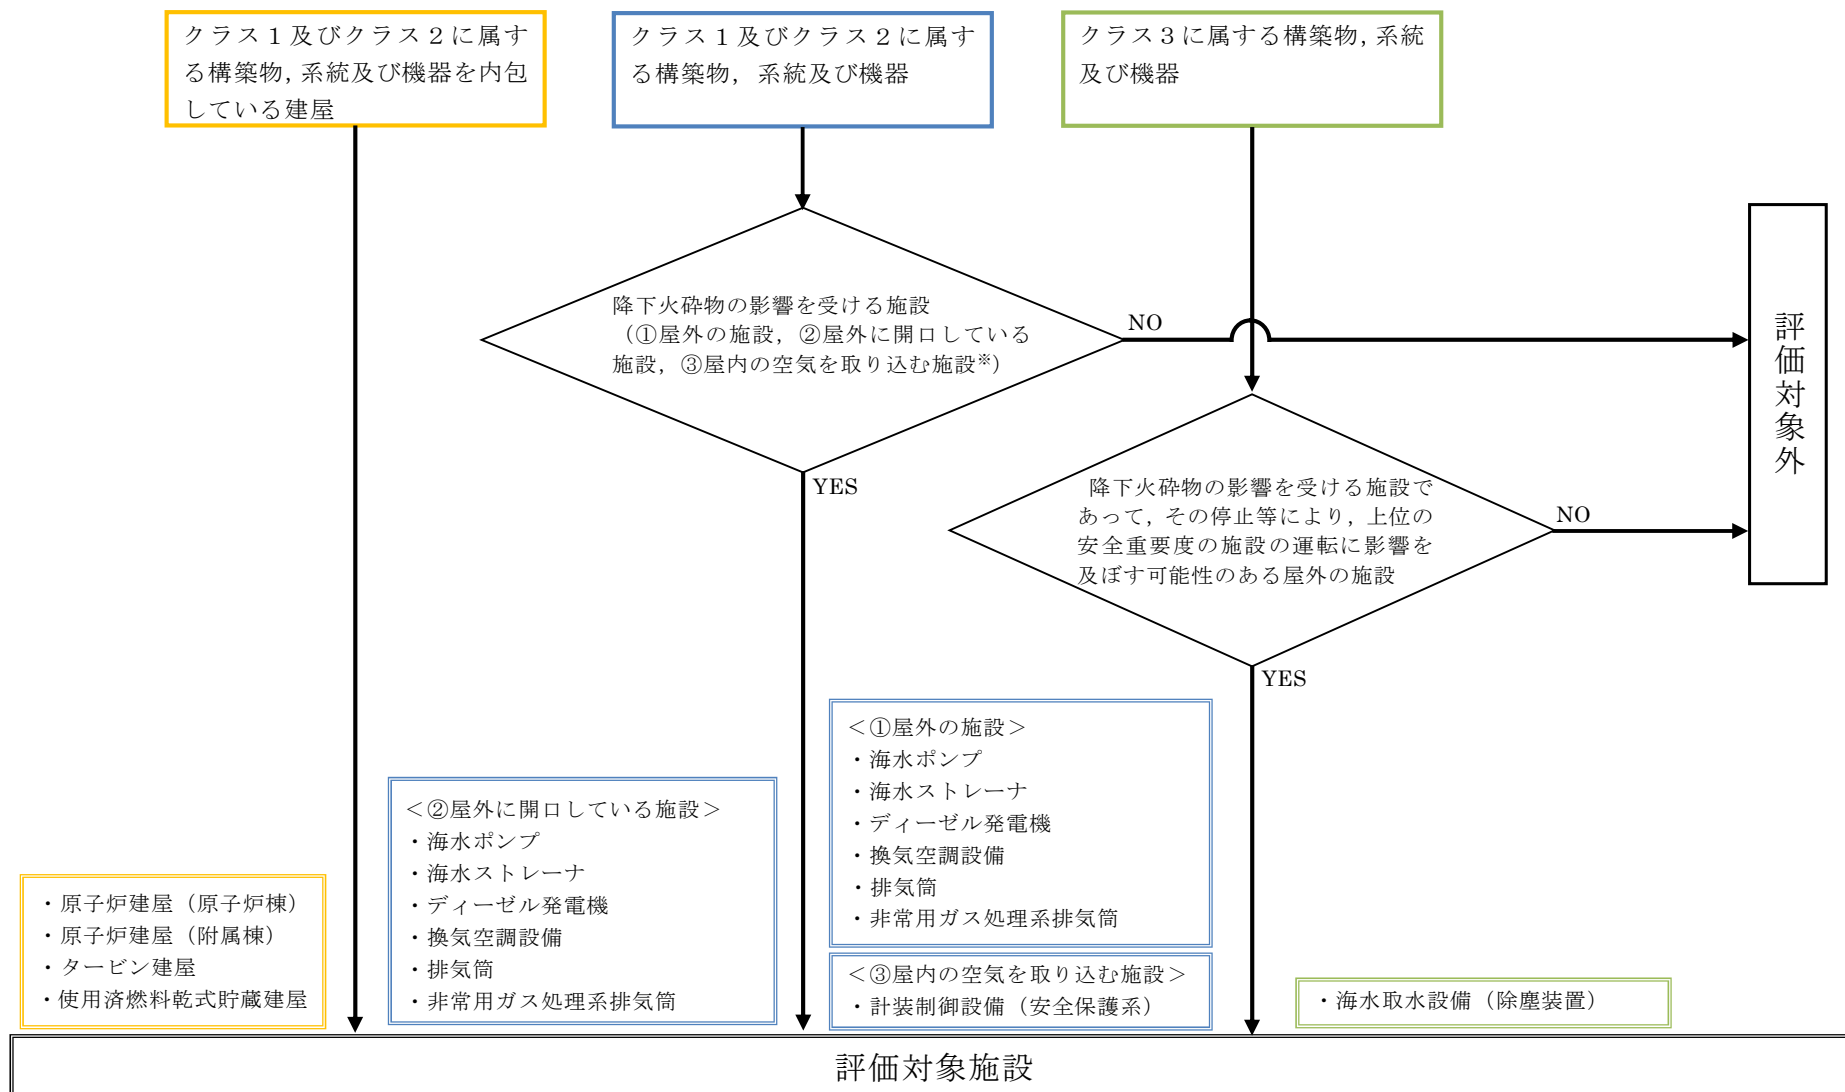 クラス１及びクラス２に属す
る構築物，系統及び機器を内包
している建屋
クラス１及びクラス２に属す
る構築物，系統及び機器
クラス３に属する構築物，系統
及び機器
降下火砕物の影響を受ける施設
（①屋外の施設，②屋外に開口している
施設，③屋内の空気を取り込む施設※）
NO
YES
評価対象外
降下火砕物の影響を受ける施設で
あって，その停止等により，上位の
安全重要度の施設の運転に影響を
及ぼす可能性のある屋外の施設
NO
YES
・原子炉建屋（原子炉棟）
・原子炉建屋（附属棟）
・タービン建屋
・使用済燃料乾式貯蔵建屋
＜②屋外に開口している施設＞
・海水ポンプ
・海水ストレーナ
・ディーゼル発電機
・換気空調設備
・排気筒
・非常用ガス処理系排気筒
＜①屋外の施設＞
・海水ポンプ
・海水ストレーナ
・ディーゼル発電機
・換気空調設備
・排気筒
・非常用ガス処理系排気筒
＜③屋内の空気を取り込む施設＞
・計装制御設備（安全保護系）
・海水取水設備（除塵装置）
評価対象施設